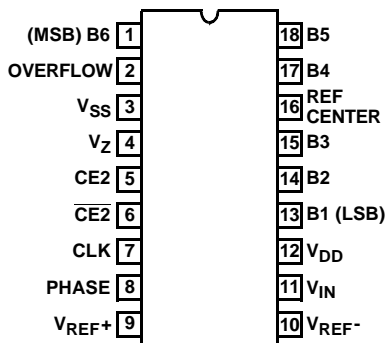 (MSB) B6 1
OVERFLOW 2
VSS 3
VZ 4
CE2 5
CE2 6
CLK 7
PHASE 8
VREF+ 9
18 B5
17 B4
16 REF
CENTER
15 B3
14 B2
13 B1 (LSB)
12 VDD
11 VIN
10 VREF-